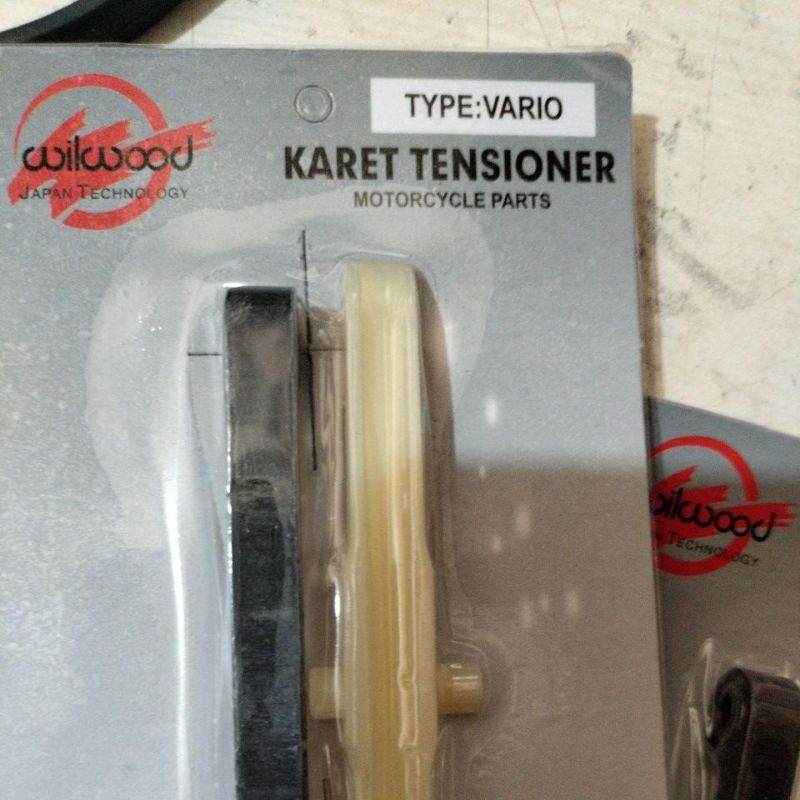 TYPE:VARIO
wilwood
JAPAN TECHNOLOGY
KARET TENSIONER
MOTORCYCLE PARTS
wilwood
TECHNOLOGY